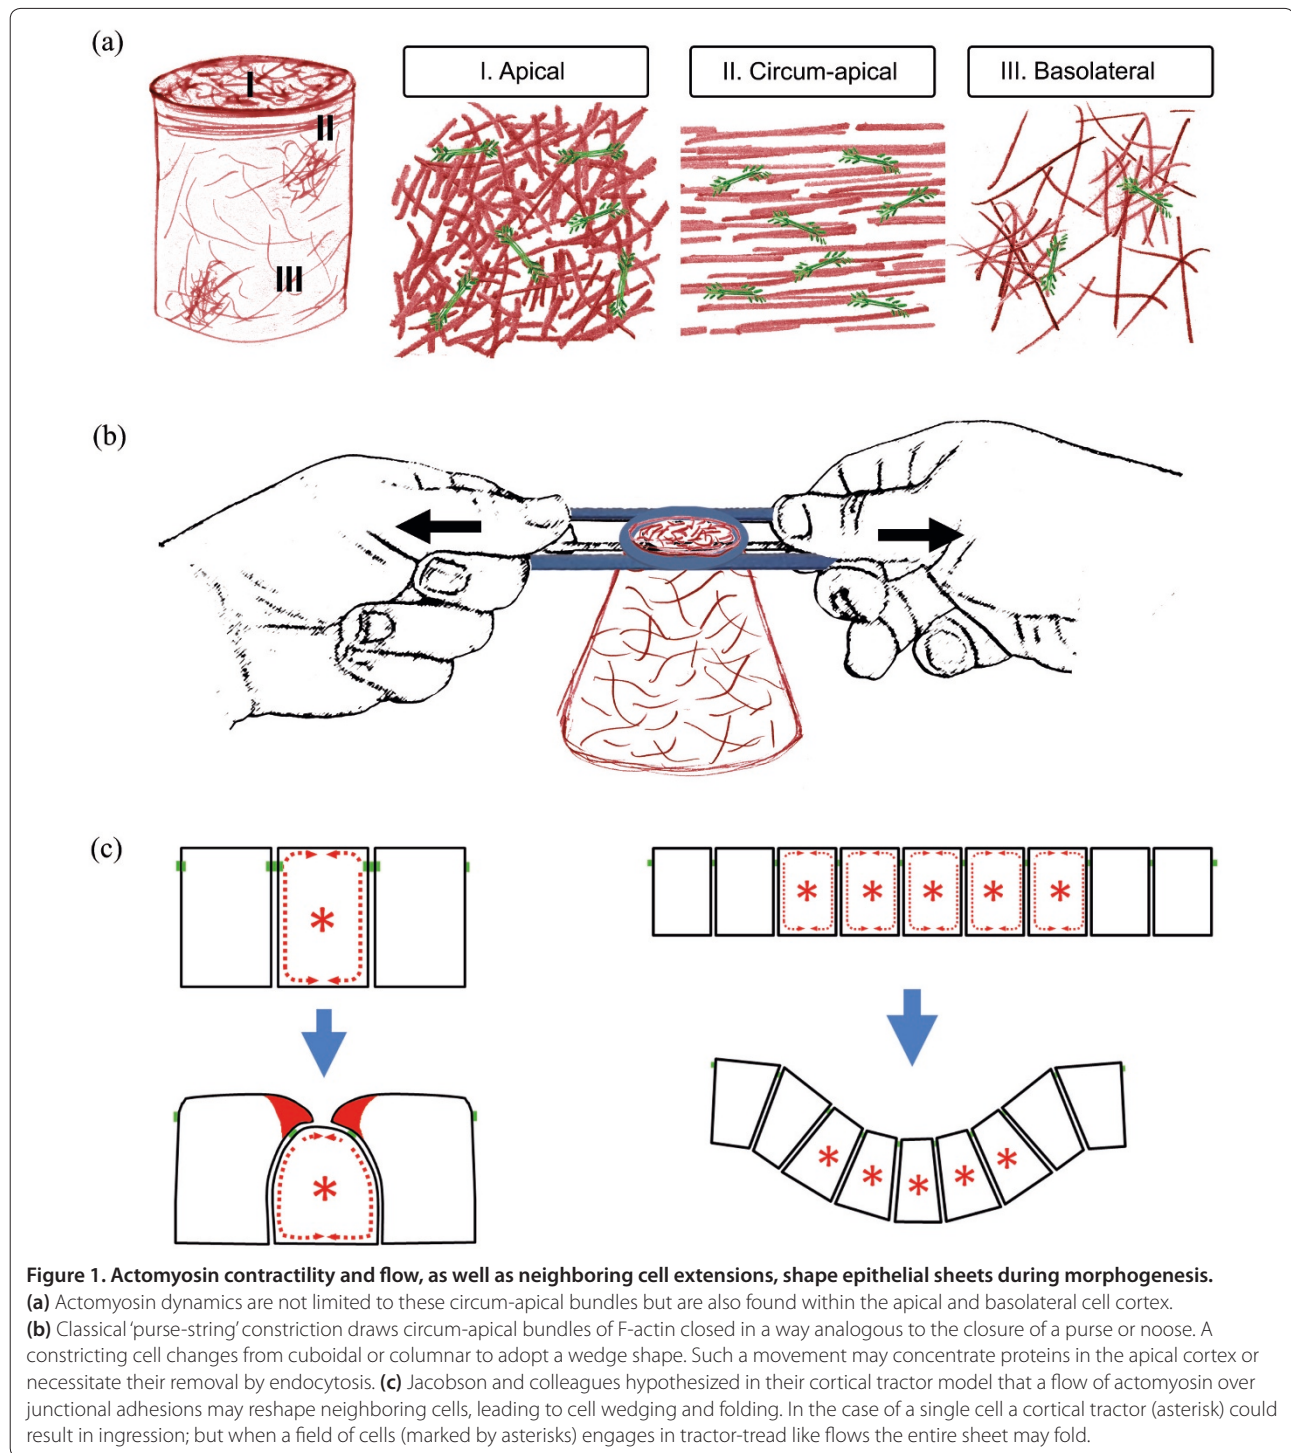 (a)
I. Apical
II. Circum-apical
III. Basolateral
I
II
III
(b)
(c)
*
* * * * *
*
* * * * *
Figure 1. Actomyosin contractility and flow, as well as neighboring cell extensions, shape epithelial sheets during morphogenesis.
(a) Actomyosin dynamics are not limited to these circum-apical bundles but are also found within the apical and basolateral cell cortex.
(b) Classical ‘purse-string’ constriction draws circum-apical bundles of F-actin closed in a way analogous to the closure of a purse or noose. A
constricting cell changes from cuboidal or columnar to adopt a wedge shape. Such a movement may concentrate proteins in the apical cortex or
necessitate their removal by endocytosis. (c) Jacobson and colleagues hypothesized in their cortical tractor model that a flow of actomyosin over
junctional adhesions may reshape neighboring cells, leading to cell wedging and folding. In the case of a single cell a cortical tractor (asterisk) could
result in ingression; but when a field of cells (marked by asterisks) engages in tractor-tread like flows the entire sheet may fold.